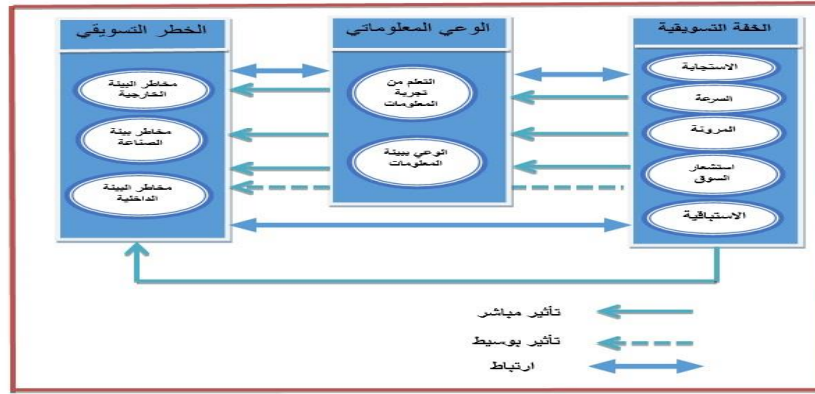 الخفة التسويقية
الاستجابة
السرعة
المرونة
استشعار
السوق
الاستباقية
الوعي المعلوماتي
التعلم من
تجربة
المعلومات
الوعي ببيئة
المعلومات
الخطر التسويقي
مخاطر البيئة
الخارجية
مخاطر بيئة
الصناعة
مخاطر البيئة
الداخلية
تأثير مباشر
تأثير بوسيط
ارتباط